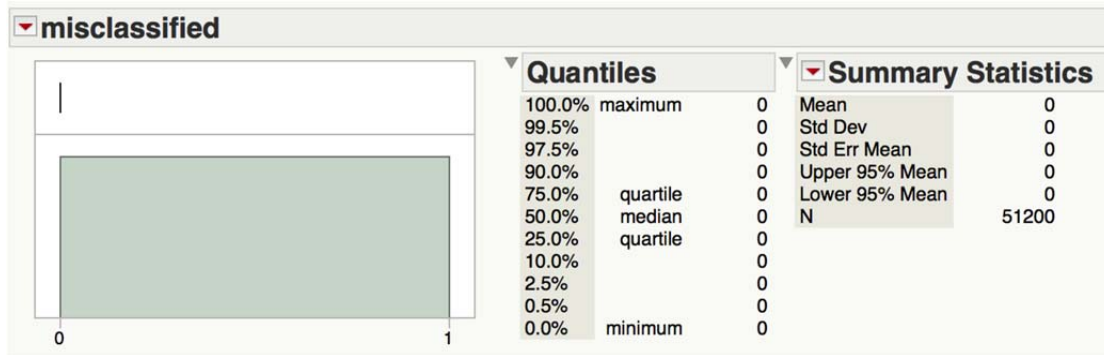 misclassified
0 1
Quantiles
100.0% maximum 0
99.5% 0
97.5% 0
90.0% 0
75.0% quartile 0
50.0% median 0
25.0% quartile 0
10.0% 0
2.5% 0
0.5% 0
0.0% minimum 0
Summary Statistics
Mean 0
Std Dev 0
Std Err Mean 0
Upper 95% Mean 0
Lower 95% Mean 0
N 51200